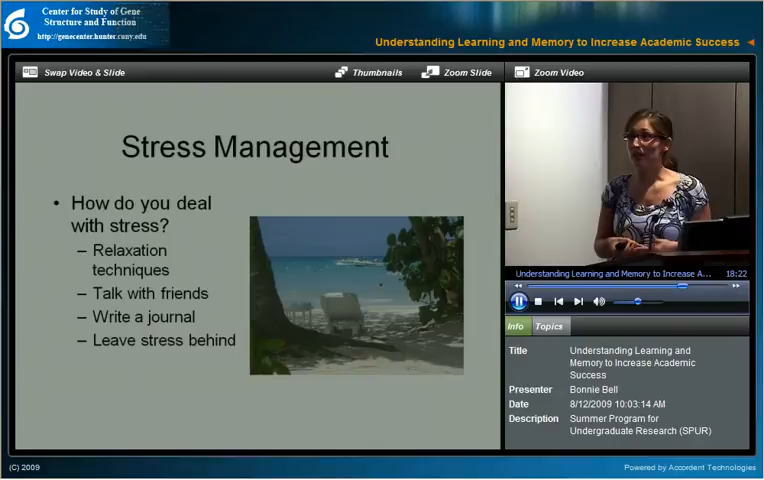 Center for Study of Gene
Structure and Function
http://genecenter.hunter.cuny.edu
Understanding Learning and Memory to Increase Academic Success
Swap Video & Slide
Thumbnails
Zoom Slide
Zoom Video
Stress Management
• How do you deal
with stress?
– Relaxation
techniques
– Talk with friends
– Write a journal
– Leave stress behind
Understanding Learning and Memory to Increase A... 18:22
Info Topics
Title Understanding Learning and
Memory to Increase Academic
Success
Presenter Bonnie Bell
Date 8/12/2009 10:03:14 AM
Description Summer Program for
Undergraduate Research (SPUR)
(C) 2009
Powered by Accordent Technologies